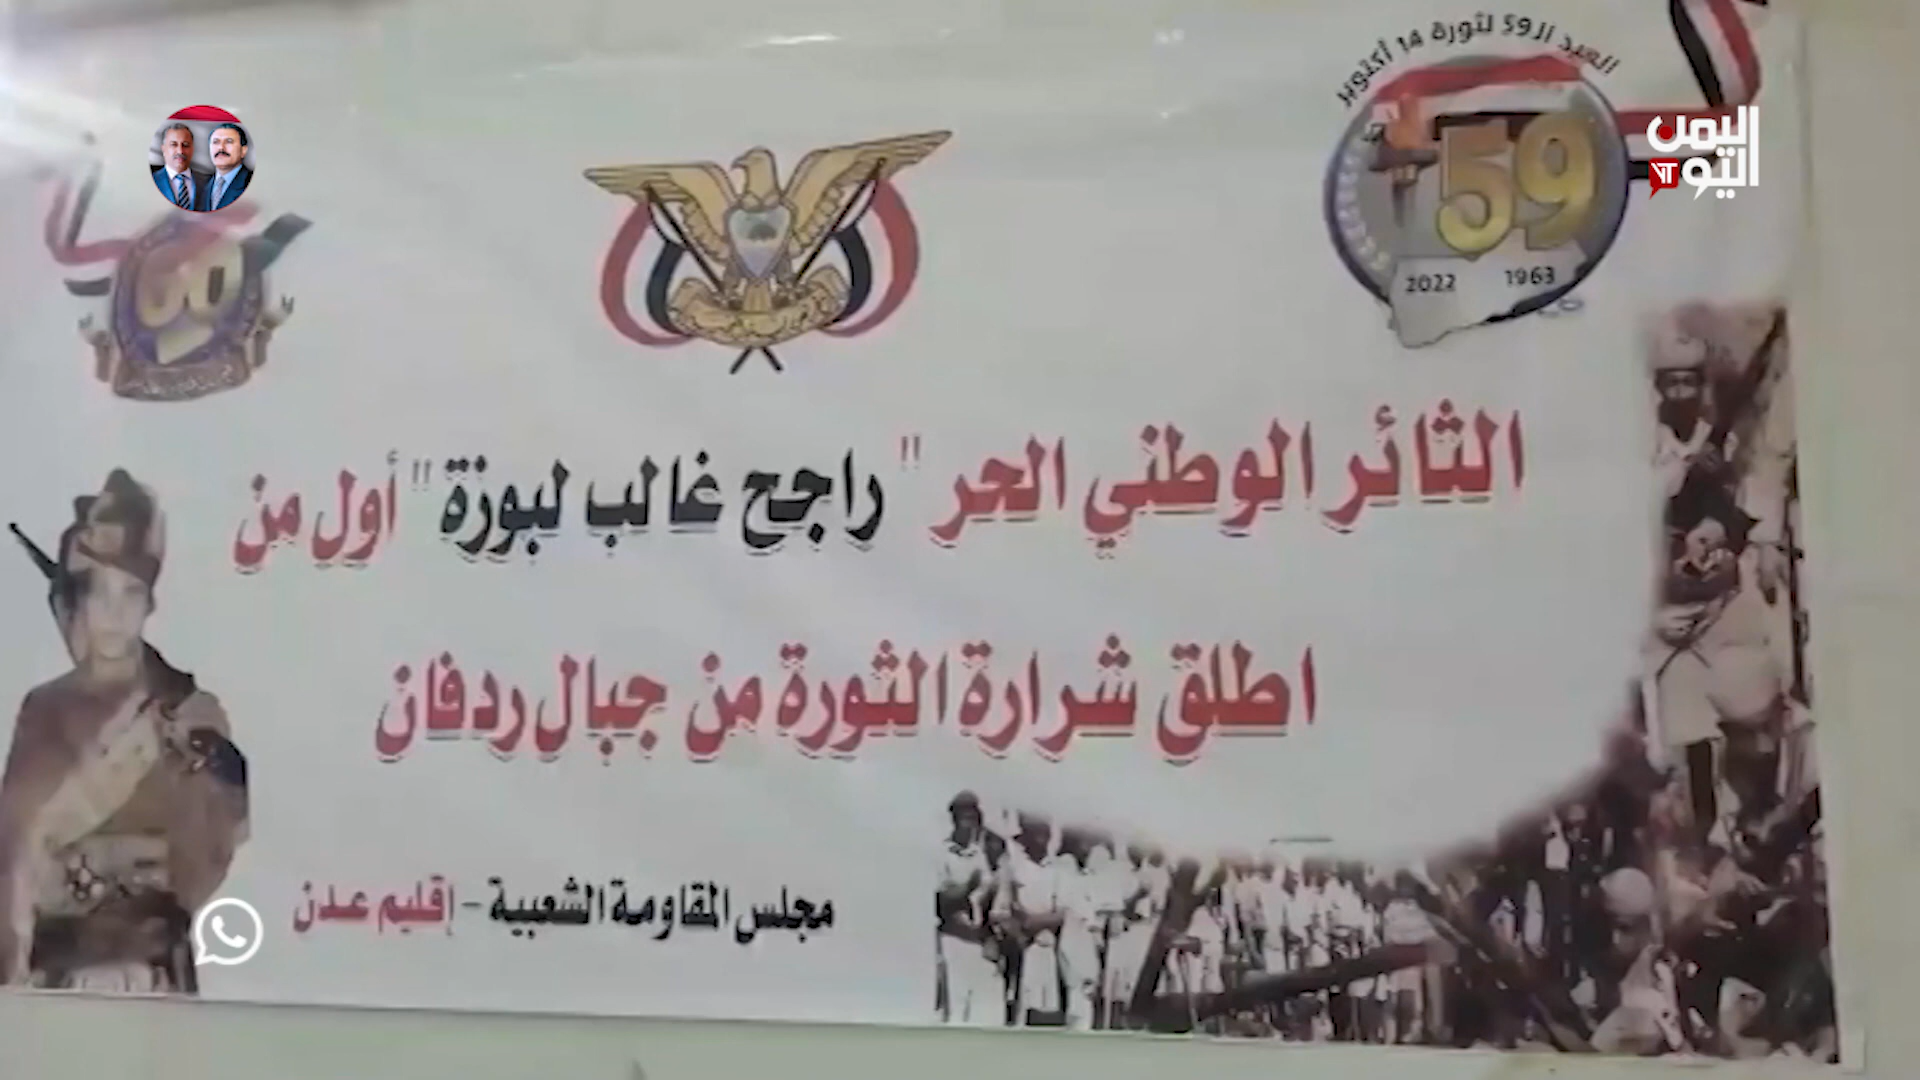 العيد الـ59 لثورة 14 أكتوبر
59
2022 1963
اليمن
اليوم
YT
الثائر الوطني الحر " راجح غالب لبوزة " أول من
اطلق شرارة الثورة من جبال ردفان
مجلس المقاومة الشعبية - إقليم عدن